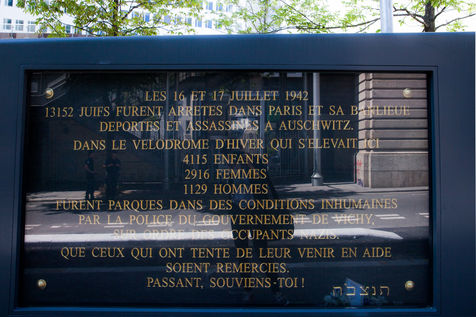 LES 16 ET 17 JUILLET 1942
13152 JUIFS FURENT ARRETES DANS PARIS ET SA BANLIEUE
DEPORTES ET ASSASSINES A AUSCHWITZ.
DANS LE VELODROME D'HIVER QUI S'ELEVAIT ICI
4115 ENFANTS
2916 FEMMES
1129 HOMMES
FURENT PARQUES DANS DES CONDITIONS INHUMAINES
PAR LA POLICE DU GOUVERNEMENT DE VICHY,
SUR ORDRE DES OCCUPANTS NAZIS.
QUE CEUX QUI ONT TENTE DE LEUR VENIR EN AIDE
SOIENT REMERCIES.
PASSANT, SOUVIENS-TOI !
תנצבה